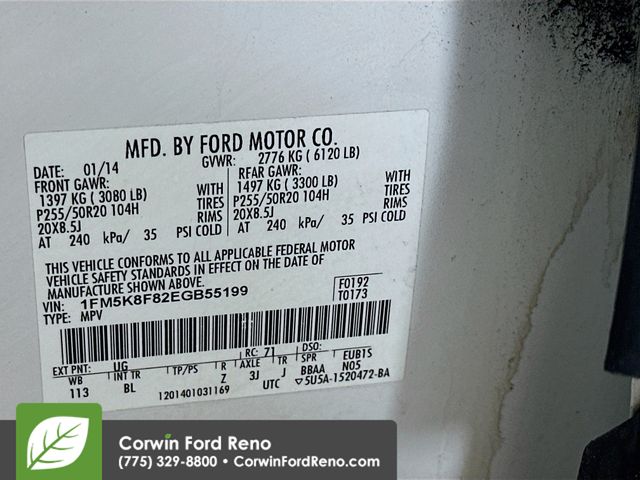 MFD. BY FORD MOTOR CO.
DATE: 01/14 GVWR: 2776 KG ( 6120 LB)
FRONT GAWR: REAR GAWR:
1397 KG ( 3080 LB) WITH 1497 KG ( 3300 LB) WITH
P255/50R20 104H TIRES P255/50R20 104H TIRES
20X8.5J RIMS 20X8.5J RIMS
AT 240 kPa/ 35 PSI COLD AT 240 kPa/ 35 PSI COLD
THIS VEHICLE CONFORMS TO ALL APPLICABLE FEDERAL MOTOR
VEHICLE SAFETY STANDARDS IN EFFECT ON THE DATE OF
MANUFACTURE SHOWN ABOVE.
VIN: 1FM5K8F82EGB55199 F0192
TYPE: MPV T0173
EXT PNT: UG RC: 71 DSO:
WB INT TR TP/PS R AXLE TR SPR EUB1S
113 BL Z 3J J BBAA N05
1201401031169 UTC ▽5U5A-1520472-BA
Corwin Ford Reno
(775) 329-8800 • CorwinFordReno.com